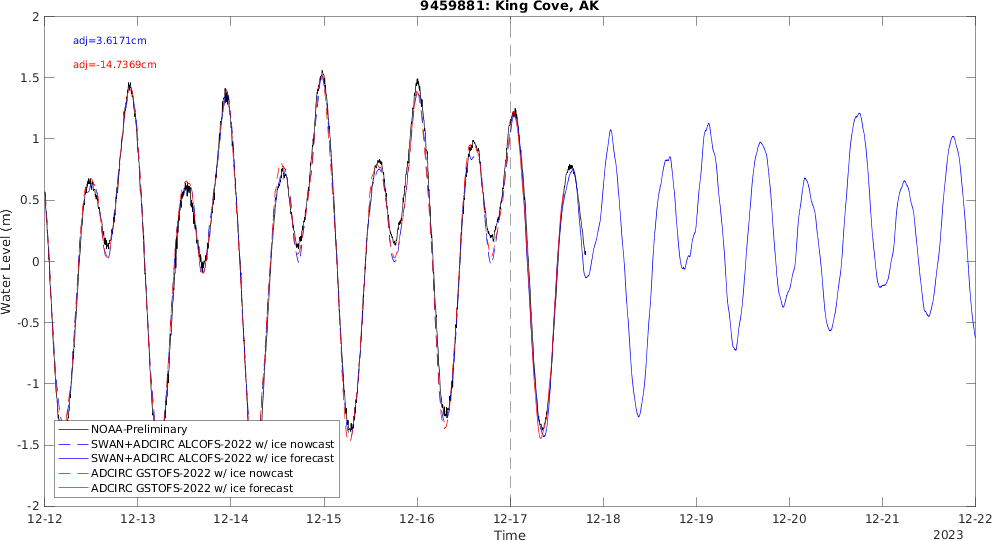 9459881: King Cove, AK
adj=3.6171cm
adj=-14.7369cm
Water Level (m)
2
1.5
1
0.5
0
-0.5
-1
-1.5
-2
NOAA-Preliminary
SWAN+ADCIRC ALCOFS-2022 w/ ice nowcast
SWAN+ADCIRC ALCOFS-2022 w/ ice forecast
ADCIRC GSTOFS-2022 w/ ice nowcast
ADCIRC GSTOFS-2022 w/ ice forecast
12-12 12-13 12-14 12-15 12-16 12-17 12-18 12-19 12-20 12-21 12-22
Time
2023